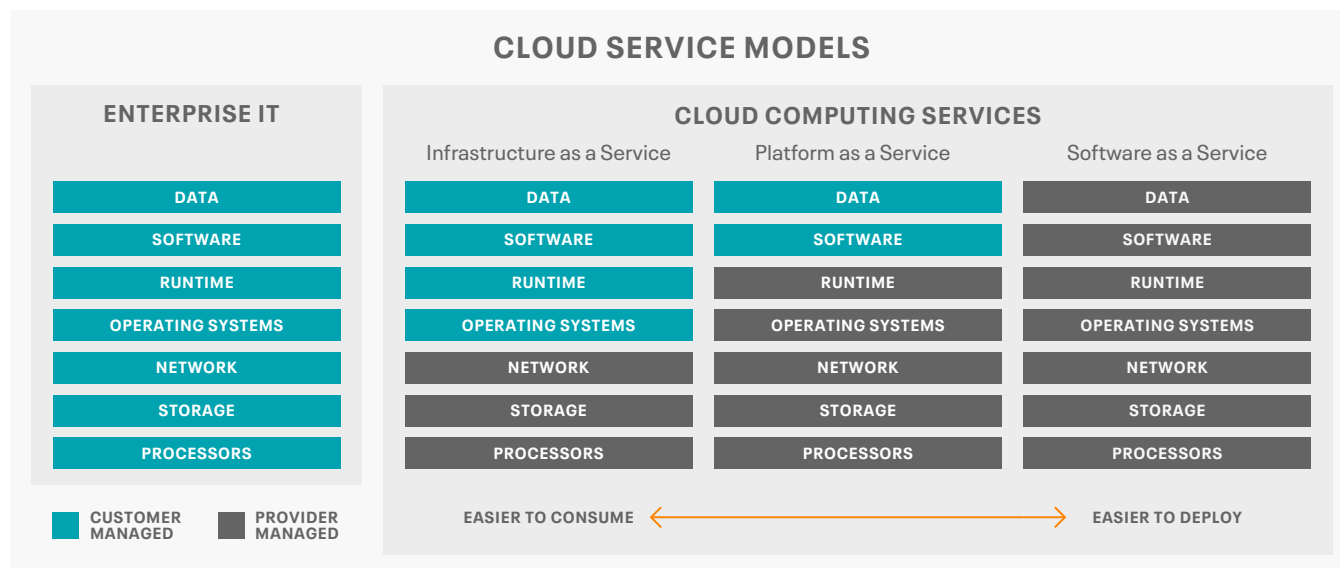 CLOUD SERVICE MODELS
ENTERPRISE IT
DATA
SOFTWARE
RUNTIME
OPERATING SYSTEMS
NETWORK
STORAGE
PROCESSORS
CUSTOMER
MANAGED
PROVIDER
MANAGED
CLOUD COMPUTING SERVICES
Infrastructure as a Service
DATA
SOFTWARE
RUNTIME
OPERATING SYSTEMS
NETWORK
STORAGE
PROCESSORS
Platform as a Service
DATA
SOFTWARE
RUNTIME
OPERATING SYSTEMS
NETWORK
STORAGE
PROCESSORS
Software as a Service
DATA
SOFTWARE
RUNTIME
OPERATING SYSTEMS
NETWORK
STORAGE
PROCESSORS
EASIER TO CONSUME
EASIER TO DEPLOY